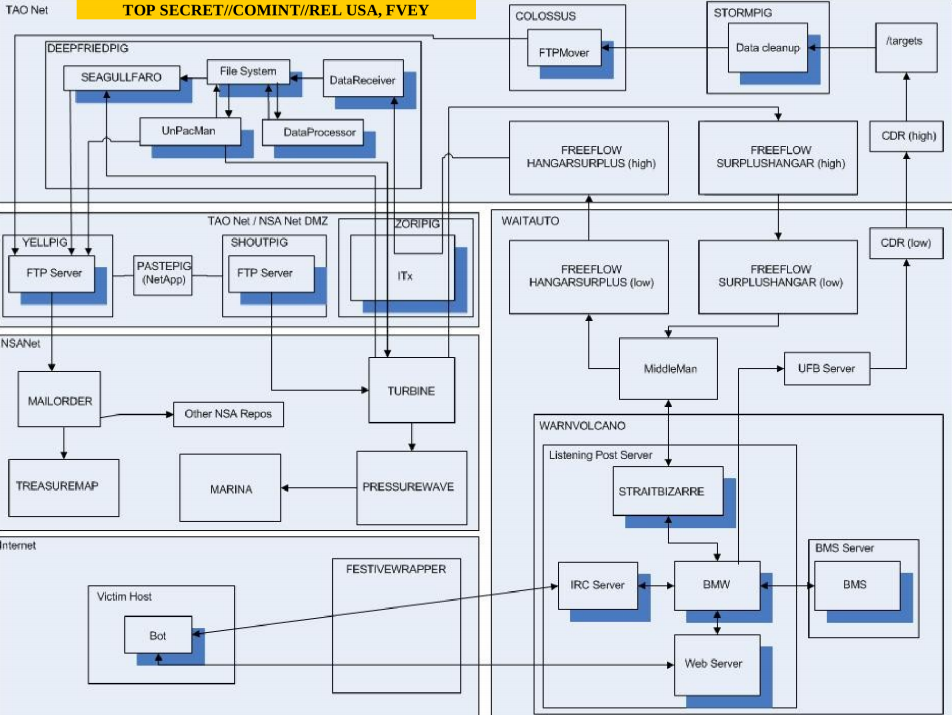 TOP SECRET//COMINT//REL USA, FVEY
TAO Net
COLOSSUS
FTPMover
STORMPIG
Data cleanup
/targets
DEEPFRIEDPIG
SEAGULLFARO
File System
DataReceiver
UnPacMan
DataProcessor
FREEFLOW
HANGARSURPLUS (high)
FREEFLOW
SURPLUSHANGAR (high)
CDR (high)
TAO Net / NSA Net DMZ
YELLPIG
FTP Server
PASTEPIG
(NetApp)
SHOUTPIG
FTP Server
ZORIPIG
ITx
WAITAUTO
FREEFLOW
HANGARSURPLUS (low)
FREEFLOW
SURPLUSHANGAR (low)
CDR (low)
MiddleMan
UFB Server
NSANet
MAILORDER
Other NSA Repos
TURBINE
TREASUREMAP
MARINA
PRESSUREWAVE
WARNVOLCANO
Listening Post Server
STRAITBIZARRE
IRC Server
BMW
BMS Server
BMS
Web Server
Internet
Victim Host
Bot
FESTIVEWRAPPER